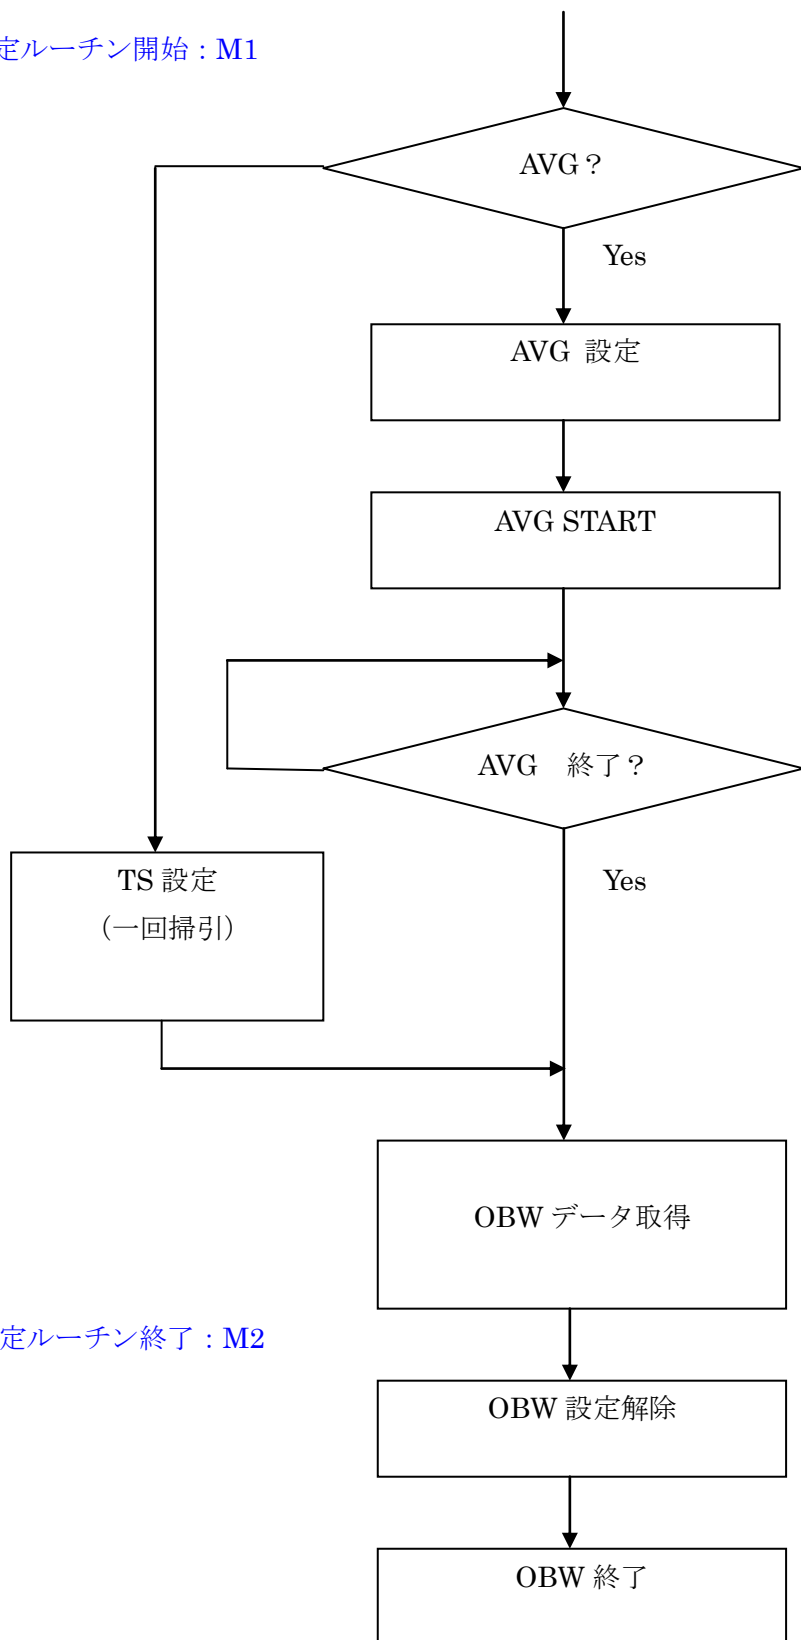 定ルーチン開始：M1
AVG？
Yes
AVG 設定
AVG START
AVG　終了？
TS 設定
（一回掃引）
Yes
OBW データ取得
定ルーチン終了：M2
OBW 設定解除
OBW 終了